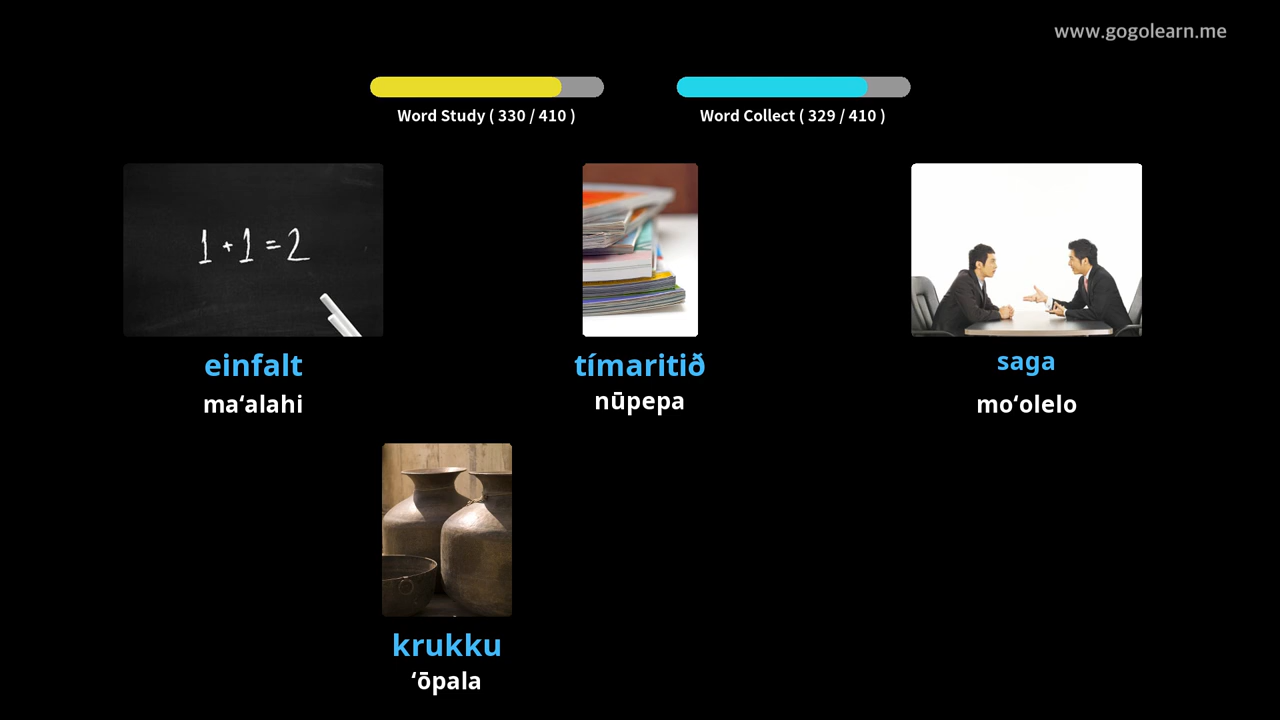 www.gogolearn.me
Word Study ( 330 / 410 )
Word Collect ( 329 / 410 )
1 + 1 = 2
einfalt
maʻalahi
tímaritið
nūpepa
saga
moʻolelo
krukku
ʻōpala